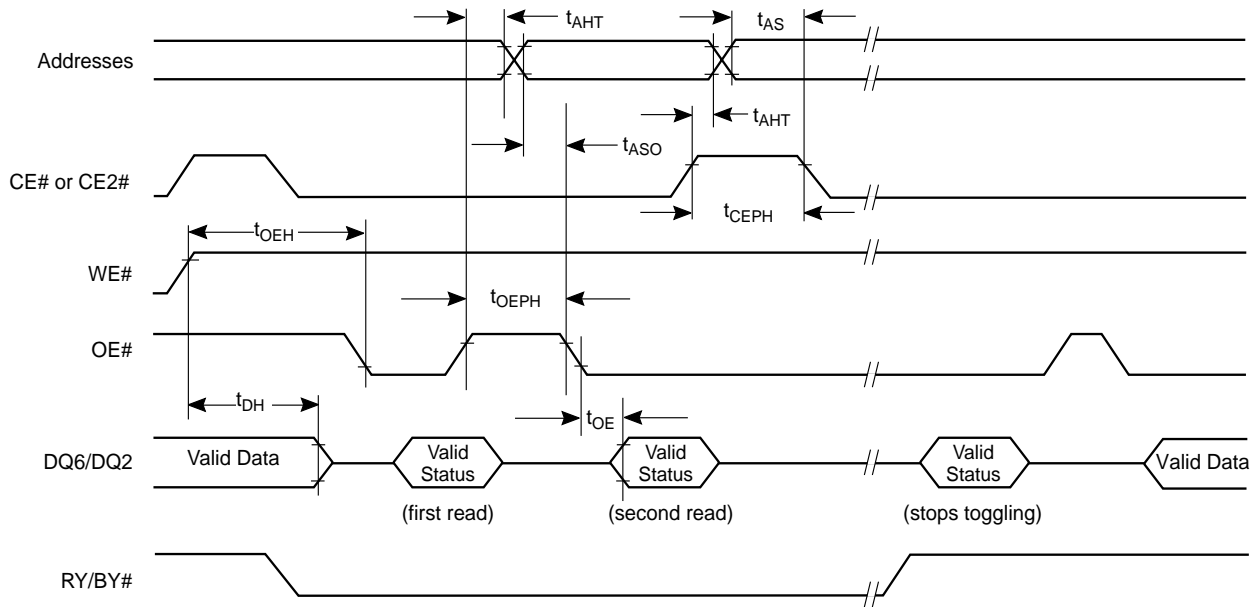 tAHT
tAS
Addresses
tAHT
tASO
CE# or CE2#
tCEPH
tOEH
WE#
tOEPH
OE#
tDH
tOE
DQ6/DQ2
Valid Data
Valid
Status
Valid
Status
Valid
Status
Valid Data
(first read)
(second read)
(stops toggling)
RY/BY#